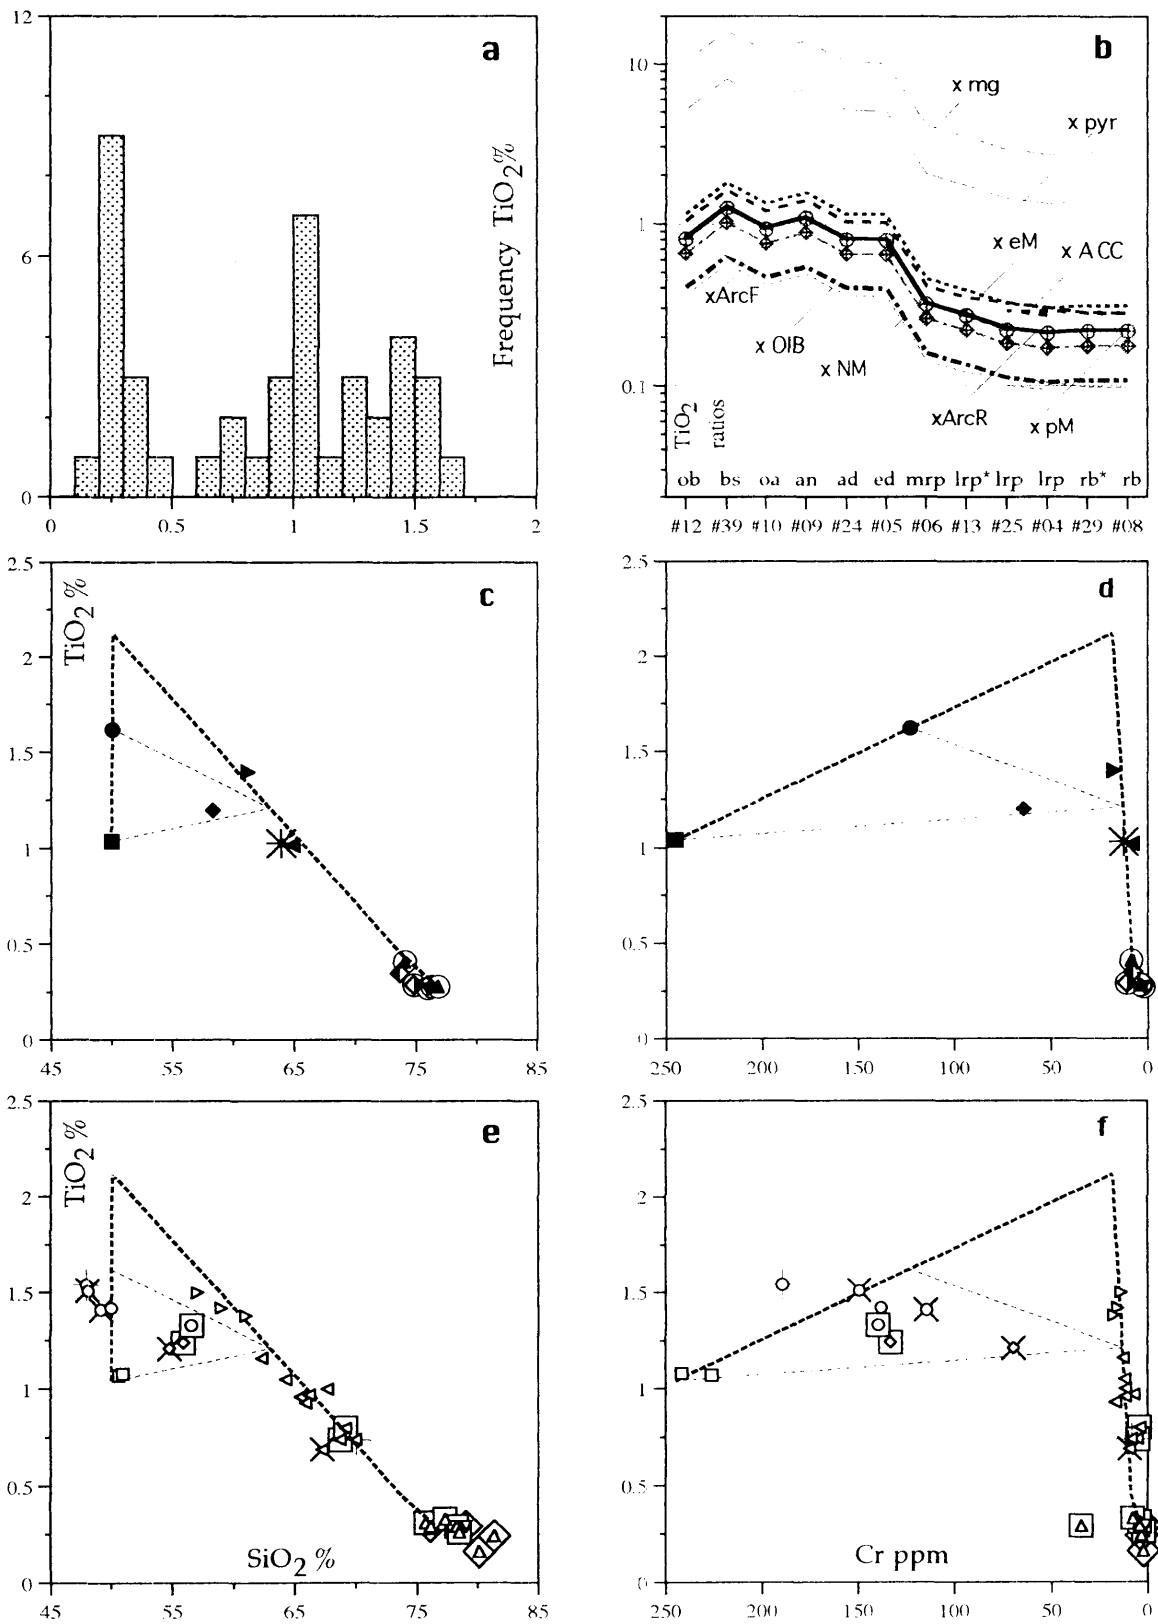 a
12
6
0
0 0.5 1 1.5 2
Frequency TiO2%
b
10
1
0.1
x mg
x pyr
x eM
x ACC
xArcF
x OIB
x NM
xArcR
x pM
TiO2
ratios
ob bs oa an ad ed mrp lrp* lrp lrp rb* rb
#12 #39 #10 #09 #24 #05 #06 #13 #25 #04 #29 #08
c
TiO2 %
2.5
2
1.5
1
0.5
0
45 55 65 75 85
d
2.5
2
1.5
1
0.5
0
250 200 150 100 50 0
e
TiO2 %
2.5
2
1.5
1
0.5
0
SiO2 %
45 55 65 75 85
f
2.5
2
1.5
1
0.5
0
Cr ppm
250 200 150 100 50 0